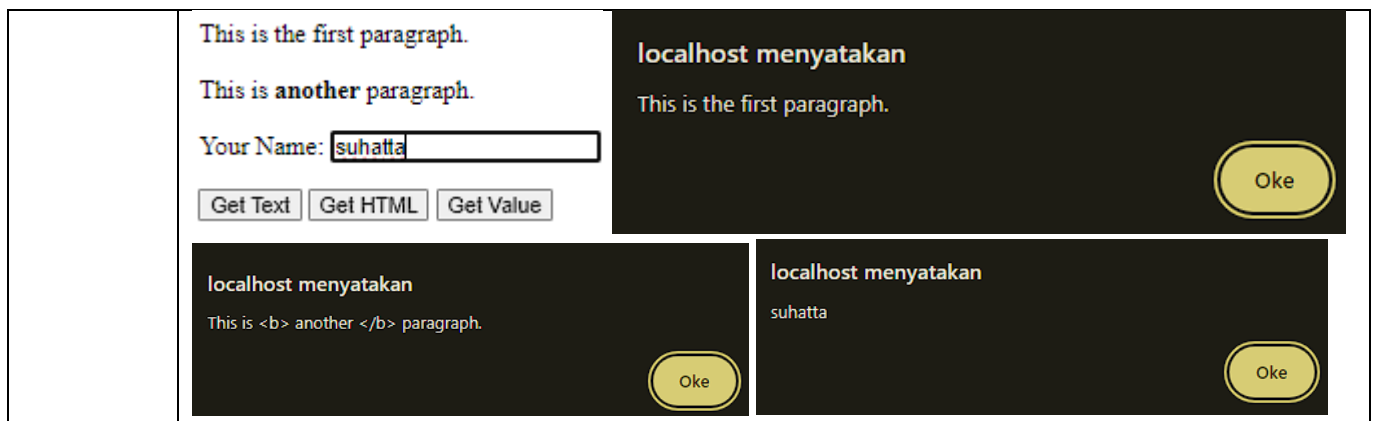 This is the first paragraph.
This is another paragraph.
Your Name: suhatta
Get Text Get HTML Get Value
localhost menyatakan
This is the first paragraph.
Oke
localhost menyatakan
This is <b> another </b> paragraph.
Oke
localhost menyatakan
suhatta
Oke